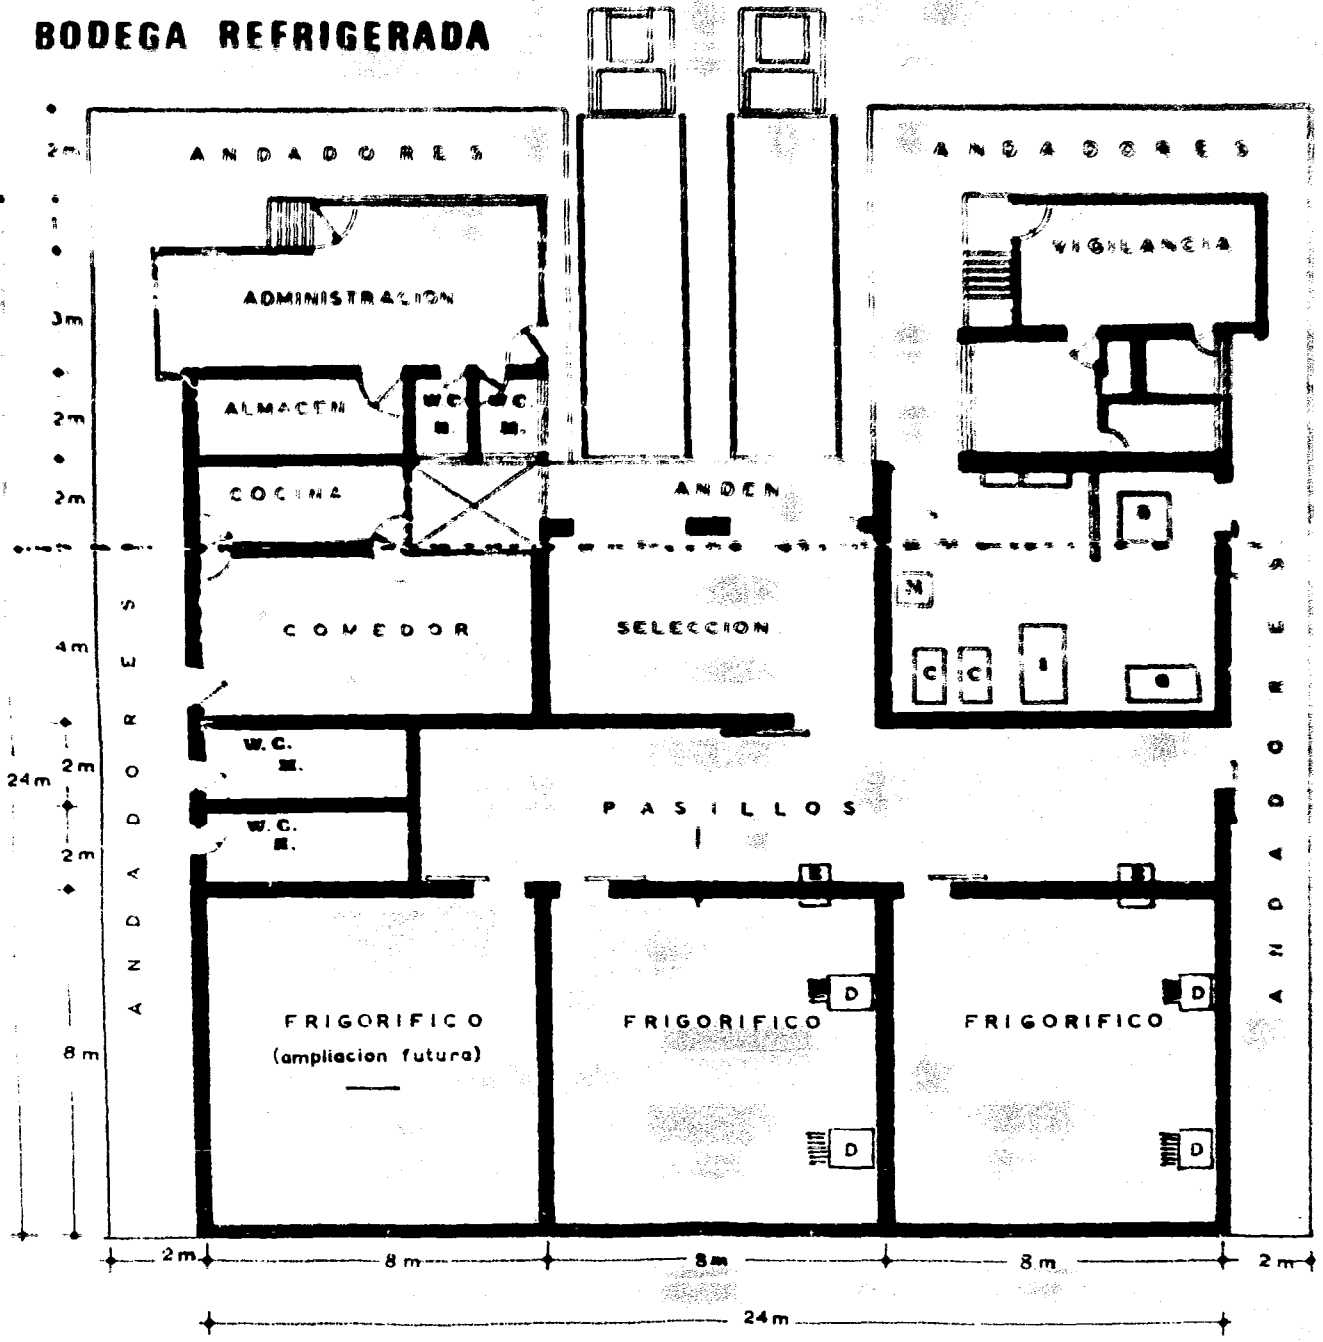 BODEGA REFRIGERADA
2m
ANDADORES
ANDADORES
VIGILANCIA
ADMINISTRACION
3m
ALMACEN
W.C.
W.C.
2m
COCINA
2m
ANDEN
S
COMEDOR
SELECCION
4m
C
C
ANDADORES
ANDADORES
W.C.
2m
24m
PASILLOS
W.C.
2m
D
D
FRIGORIFICO
(ampliacion futura)
FRIGORIFICO
FRIGORIFICO
8m
D
D
2m
8m
8m
8m
2m
24m